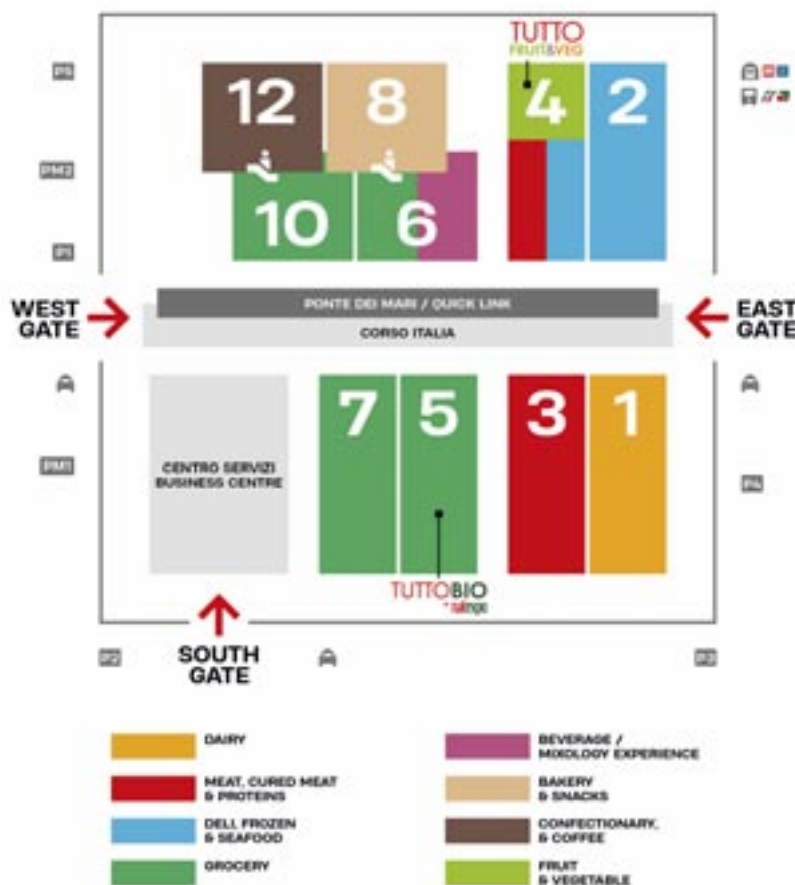 TUTTO
FRUIT&VEG
12
8
4
2
P5
PM2
10
6
P1
WEST
GATE
PONTE DEI MARI / QUICK LINK
CORSO ITALIA
EAST
GATE
7
5
3
1
PM1
CENTRO SERVIZI
BUSINESS CENTRE
P4
TUTTOBIO
SOUTH
GATE
P2
P3
DAIRY
BEVERAGE /
MIXOLOGY EXPERIENCE
MEAT, CURED MEAT
& PROTEINS
BAKERY
& SNACKS
DELI, FROZEN
& SEAFOOD
CONFECTIONARY,
& COFFEE
GROCERY
FRUIT
& VEGETABLE